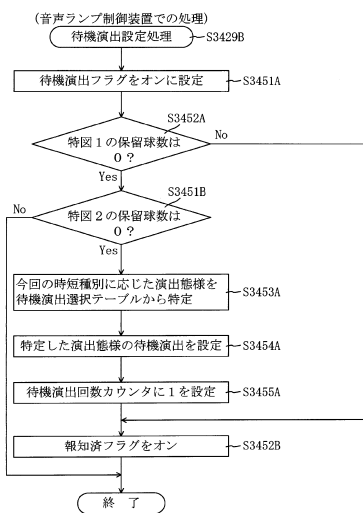 (音声ランプ制御装置での処理)
待機演出設定処理
S3429B
待機演出フラグをオンに設定
S3451A
S3452A
特図1の保留球数は
0?
No
Yes
S3451B
No
特図2の保留球数は
0?
Yes
今回の時短種別に応じた演出態様を
待機演出選択テーブルから特定
S3453A
特定した演出態様の待機演出を設定
S3454A
待機演出回数カウンタに1を設定
S3455A
報知済フラグをオン
S3452B
終 了